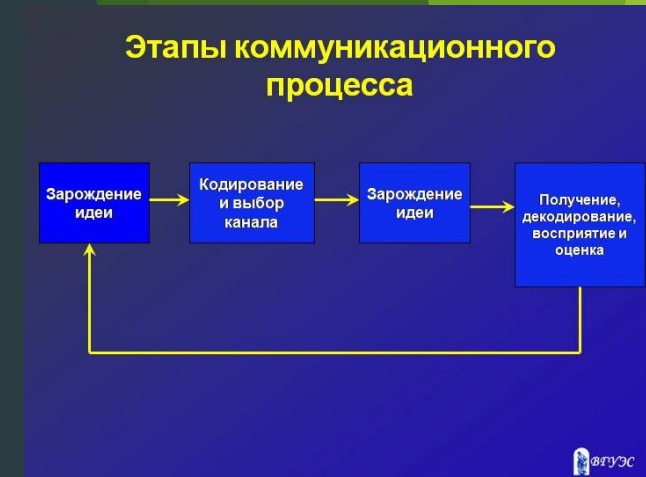 Этапы коммуникационного
процесса
Зарождение
идеи
Кодирование
и выбор
канала
Зарождение
идеи
Получение,
декодирование,
восприятие и
оценка
ВГУЭС